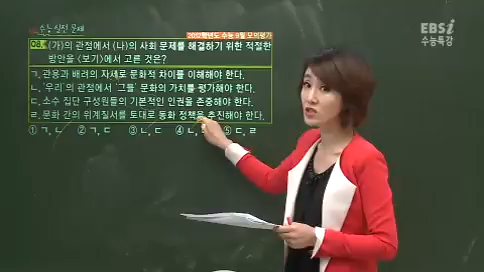 수능 실전 문제
2012학년도 수능 9월 모의평가
EBSi
수능특강
06. (가)의 관점에서 (나)의 사회 문제를 해결하기 위한 적절한
방안을 <보기>에서 고른 것은?
ㄱ. 관용과 배려의 자세로 문화적 차이를 이해해야 한다.
ㄴ. '우리'의 관점에서 '그들' 문화의 가치를 평가해야 한다.
ㄷ. 소수 집단 구성원들의 기본적인 인권을 존중해야 한다.
ㄹ. 문화 간의 위계질서를 토대로 동화 정책을 추진해야 한다.
① ㄱ, ㄴ ② ㄱ, ㄷ ③ ㄴ, ㄷ ④ ㄴ, ⑤ ㄷ, ㄹ